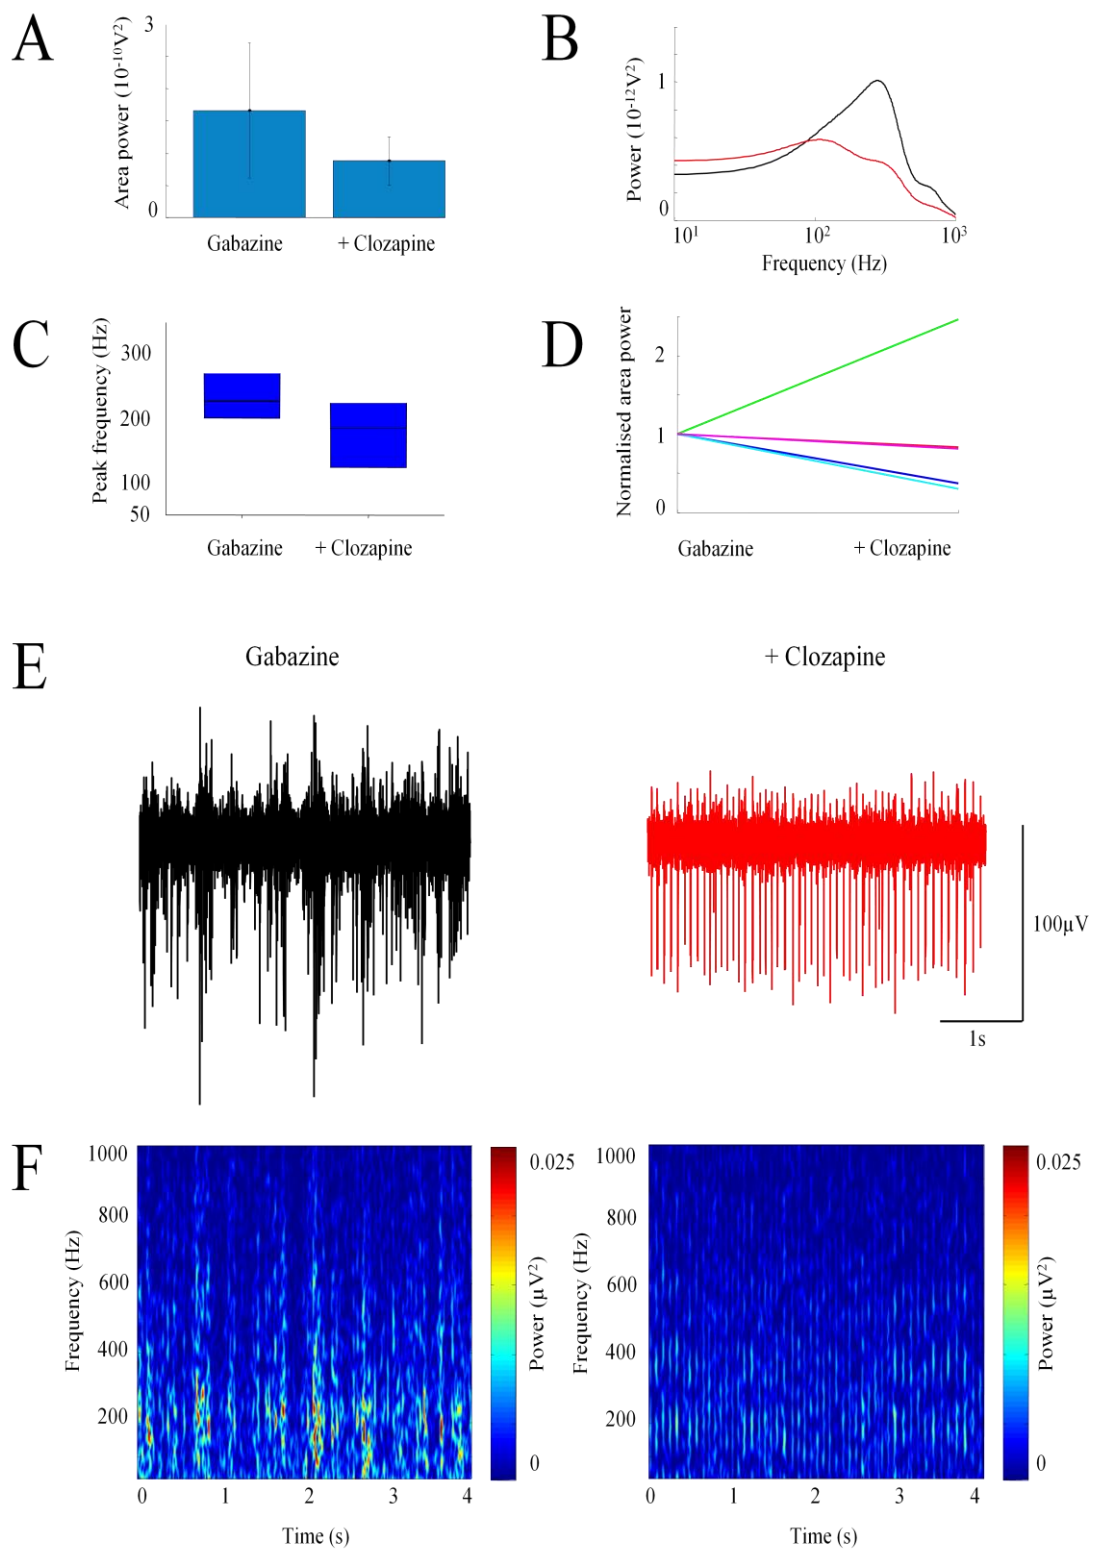 A
Area power (10⁻¹⁰V²)
3
0
Gabazine
+ Clozapine
B
Power (10⁻¹²V²)
1
0
10¹
10²
10³
Frequency (Hz)
C
Peak frequency (Hz)
300
200
100
50
Gabazine
+ Clozapine
D
Normalised area power
2
1
0
Gabazine
+ Clozapine
E
Gabazine
+ Clozapine
100µV
1s
F
Frequency (Hz)
1000
800
600
400
200
0
1
2
3
4
Time (s)
0.025
Power (µV²)
0
Frequency (Hz)
1000
800
600
400
200
0
1
2
3
4
Time (s)
0.025
Power (µV²)
0